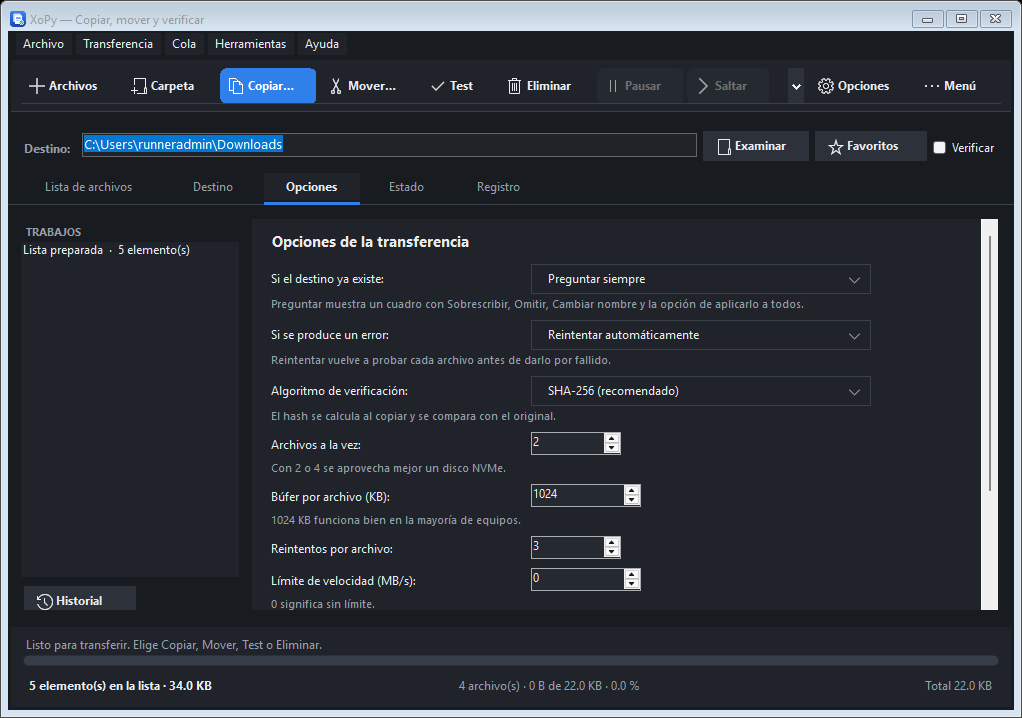 XoPy — Copiar, mover y verificar
Archivo Transferencia Cola Herramientas Ayuda
Archivos Carpeta Copiar... Mover... Test Eliminar Pausar Saltar Opciones Menú
Destino: C:\Users\runneradmin\Downloads Examinar Favoritos Verificar
Lista de archivos Destino Opciones Estado Registro
TRABAJOS
Lista preparada · 5 elemento(s)
Historial
Opciones de la transferencia
Si el destino ya existe: Preguntar siempre
Preguntar muestra un cuadro con Sobrescribir, Omitir, Cambiar nombre y la opción de aplicarlo a todos.
Si se produce un error: Reintentar automáticamente
Reintentar vuelve a probar cada archivo antes de darlo por fallido.
Algoritmo de verificación: SHA-256 (recomendado)
El hash se calcula al copiar y se compara con el original.
Archivos a la vez: 2
Con 2 o 4 se aprovecha mejor un disco NVMe.
Búfer por archivo (KB): 1024
1024 KB funciona bien en la mayoría de equipos.
Reintentos por archivo: 3
Límite de velocidad (MB/s): 0
0 significa sin límite.
Listo para transferir. Elige Copiar, Mover, Test o Eliminar.
5 elemento(s) en la lista · 34.0 KB 4 archivo(s) · 0 B de 22.0 KB · 0.0 % Total 22.0 KB